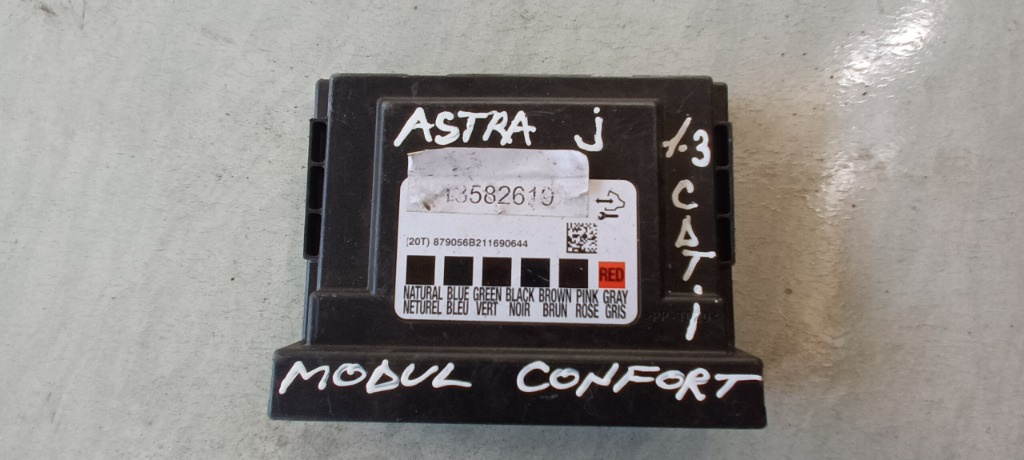 ASTRA J
1.3
CDTI
13582619
(20T) 879056B211690644
RED
NATURAL BLUE GREEN BLACK BROWN PINK GRAY
NETUREL BLEU VERT NOIR BRUN ROSE GRIS
MODUL CONFORT